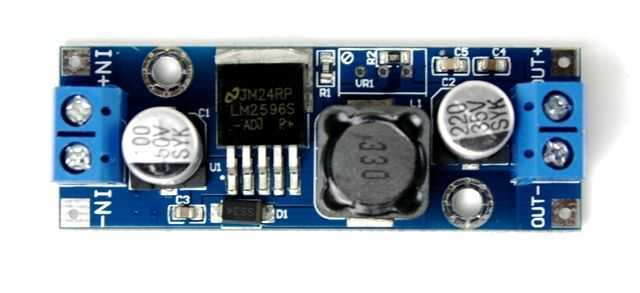 IN+
OUT+
R2
C5
C4
C2
R1
VR1
L1
C1
JM24RP
LM2596S
-ADJ P+
100
50V
SYK
220
35V
SYK
330
U1
C3
SS34
D1
IN-
OUT-